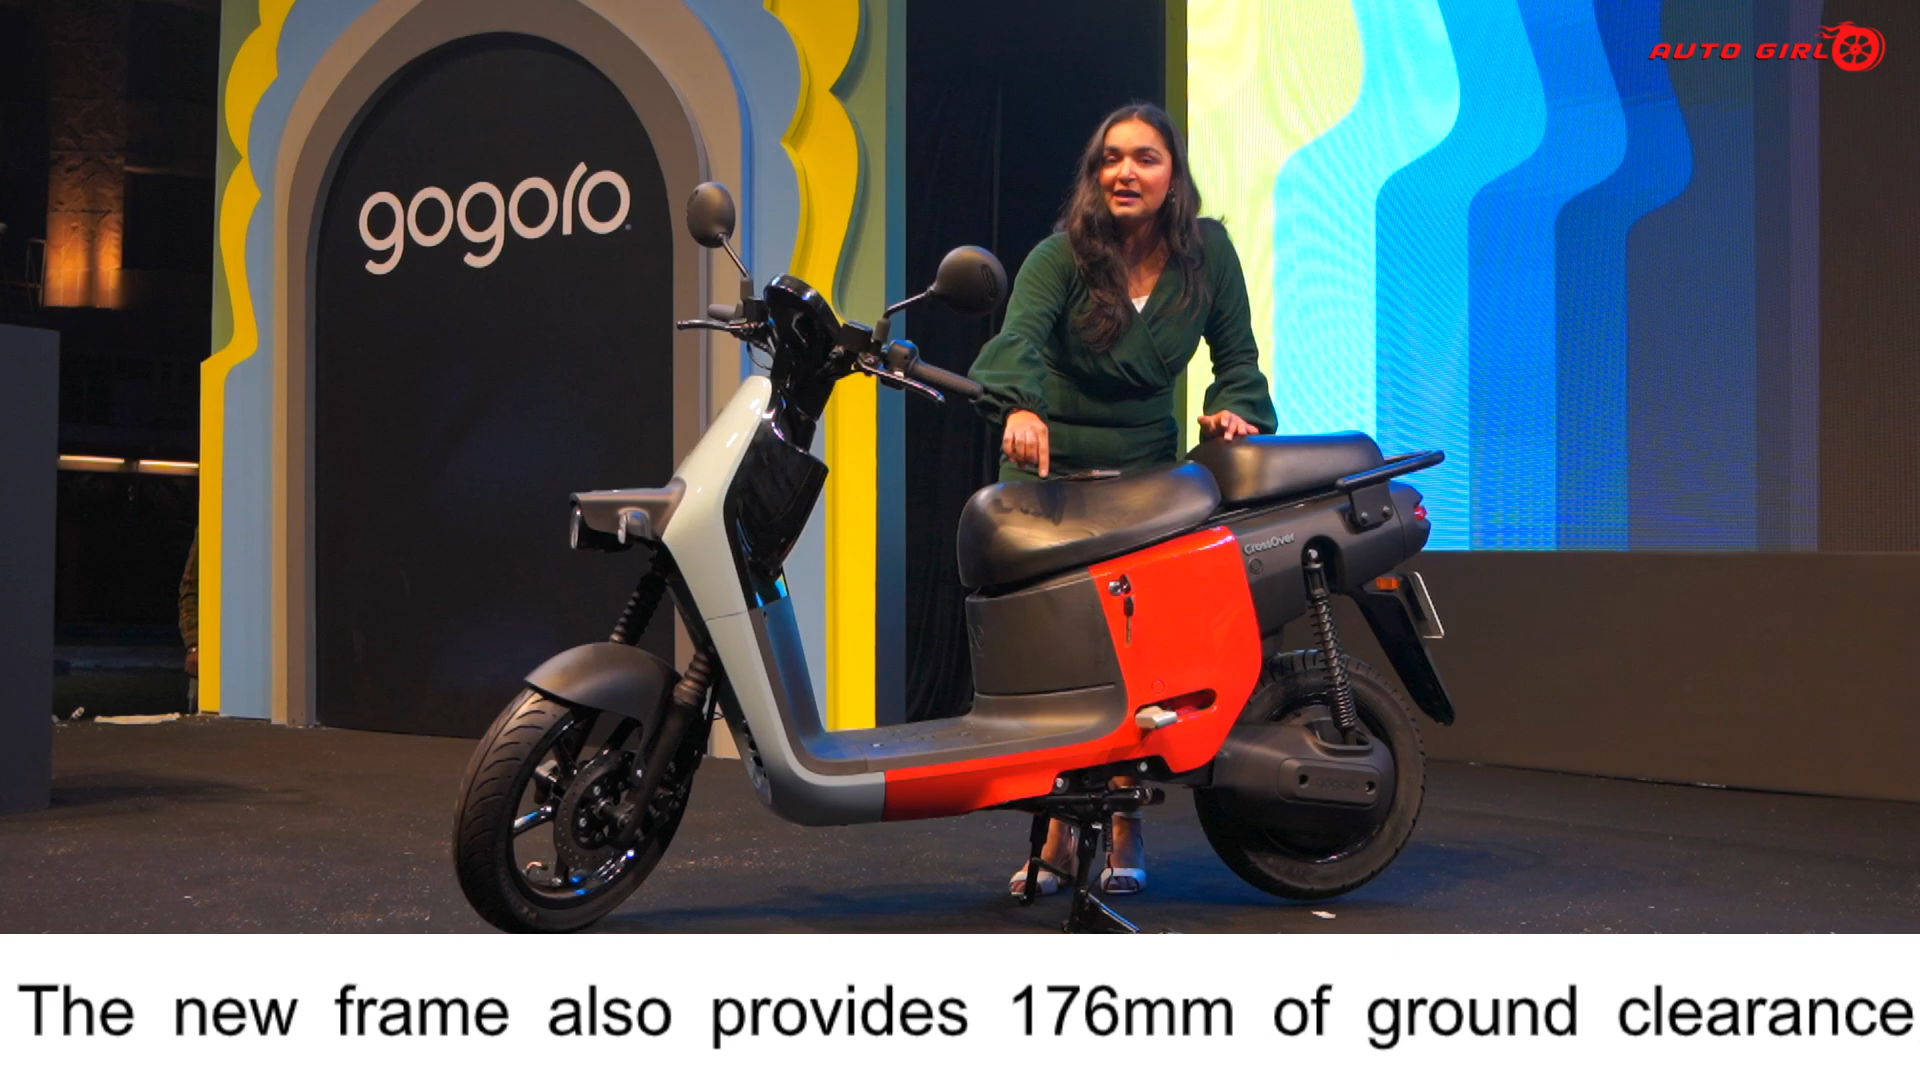 AUTO GIRL
gogoro
CrossOver
The new frame also provides 176mm of ground clearance